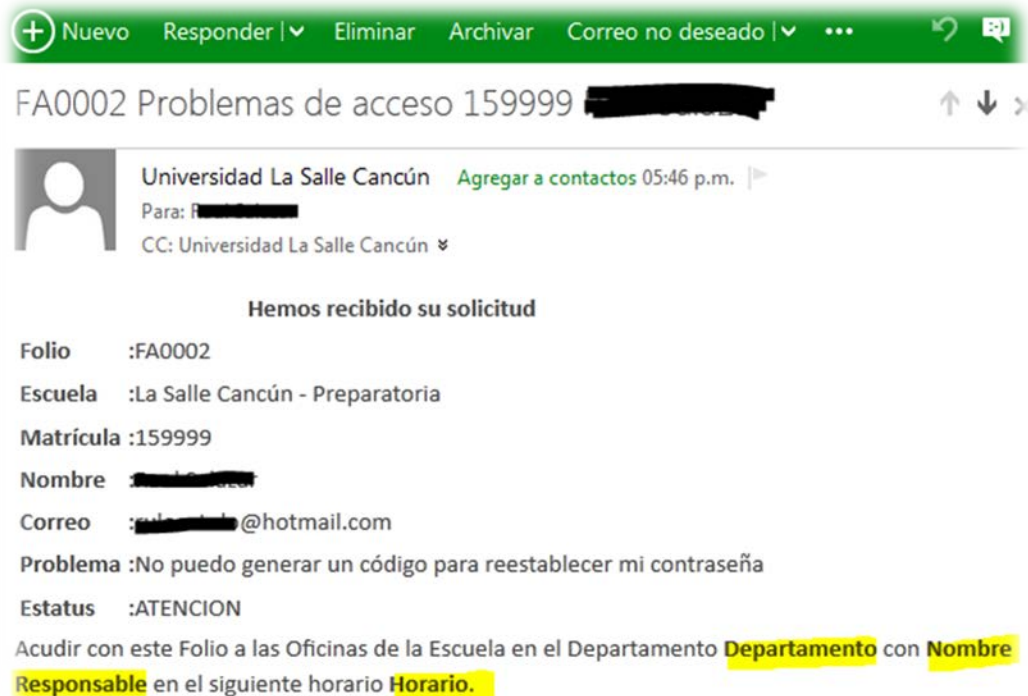 Nuevo Responder | Eliminar Archivar Correo no deseado | ...
FA0002 Problemas de acceso 159999
Universidad La Salle Cancún Agregar a contactos 05:46 p.m.
Para:
CC: Universidad La Salle Cancún
Hemos recibido su solicitud
Folio :FA0002
Escuela :La Salle Cancún - Preparatoria
Matrícula :159999
Nombre :
Correo :@hotmail.com
Problema :No puedo generar un código para reestablecer mi contraseña
Estatus :ATENCION
Acudir con este Folio a las Oficinas de la Escuela en el Departamento Departamento con Nombre
Responsable en el siguiente horario Horario.